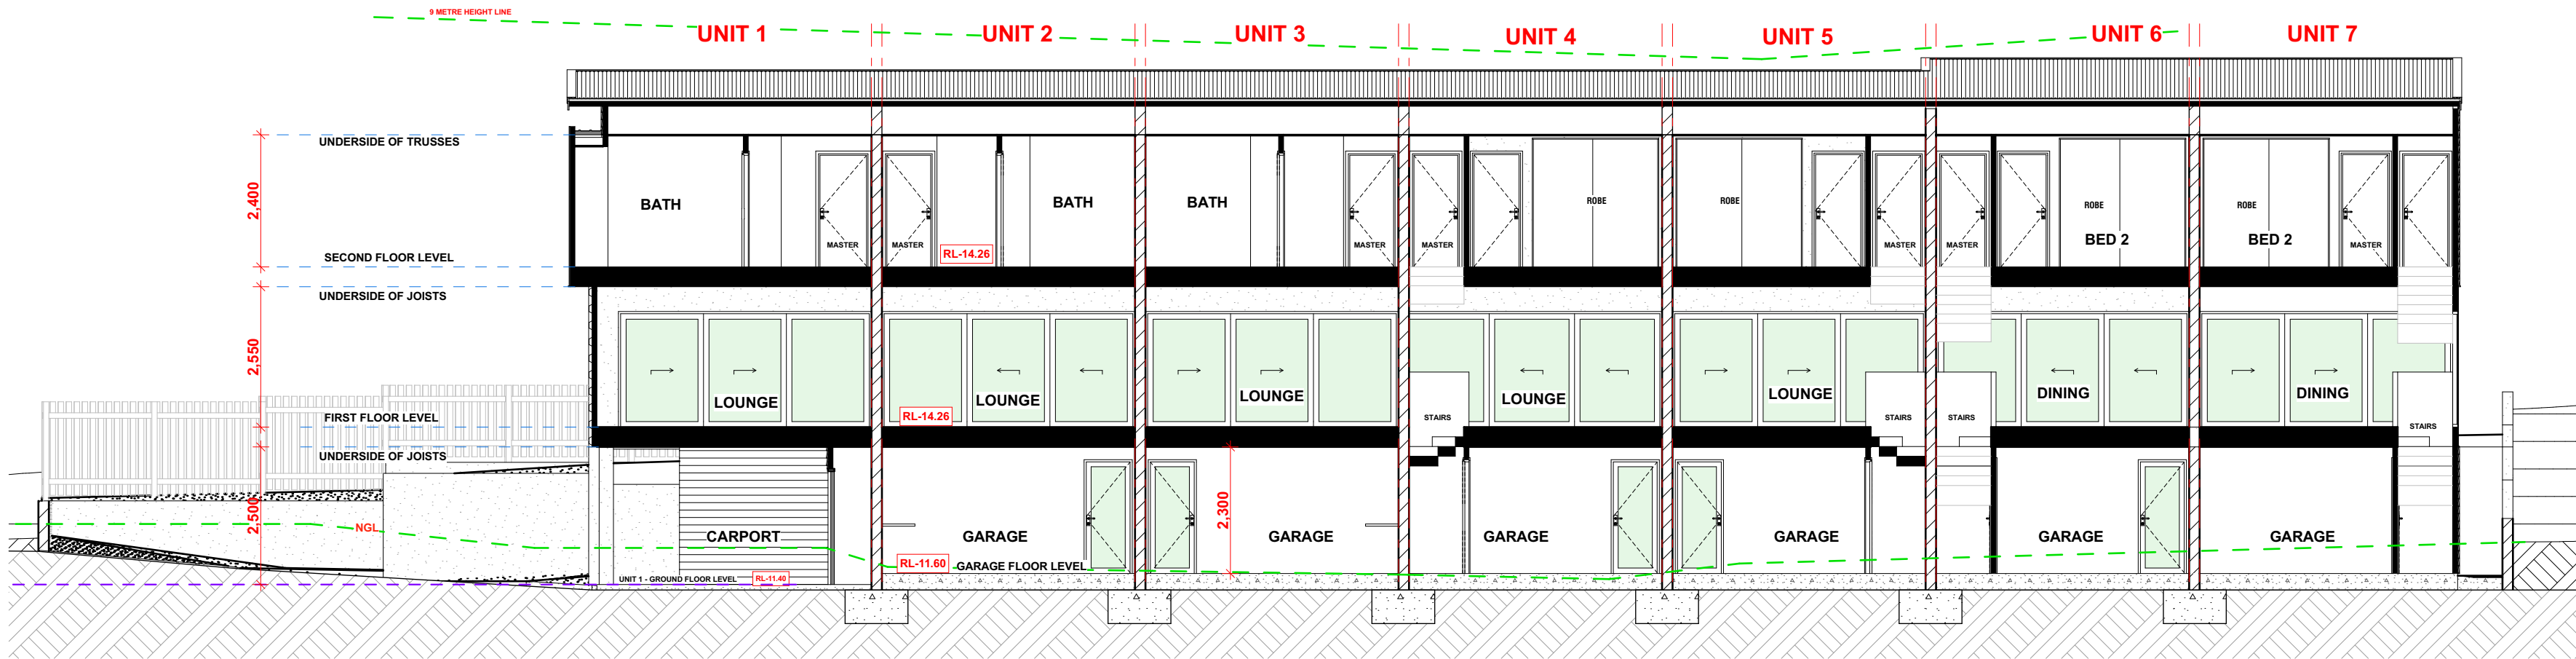 9 METRE HEIGHT LINE
UNIT 1
UNIT 2
UNIT 3
UNIT 4
UNIT 5
UNIT 6
UNIT 7
UNDERSIDE OF TRUSSES
2,400
BATH
MASTER
MASTER
BATH
BATH
MASTER
MASTER
ROBE
ROBE
MASTER
MASTER
ROBE
BED 2
ROBE
BED 2
MASTER
RL-14.26
SECOND FLOOR LEVEL
UNDERSIDE OF JOISTS
2,550
LOUNGE
LOUNGE
LOUNGE
LOUNGE
LOUNGE
DINING
DINING
RL-14.26
STAIRS
STAIRS
STAIRS
STAIRS
FIRST FLOOR LEVEL
UNDERSIDE OF JOISTS
2,500
NGL
2,300
CARPORT
GARAGE
GARAGE
GARAGE
GARAGE
GARAGE
GARAGE
RL-11.60
GARAGE FLOOR LEVEL
UNIT 1 - GROUND FLOOR LEVEL
RL-11.40